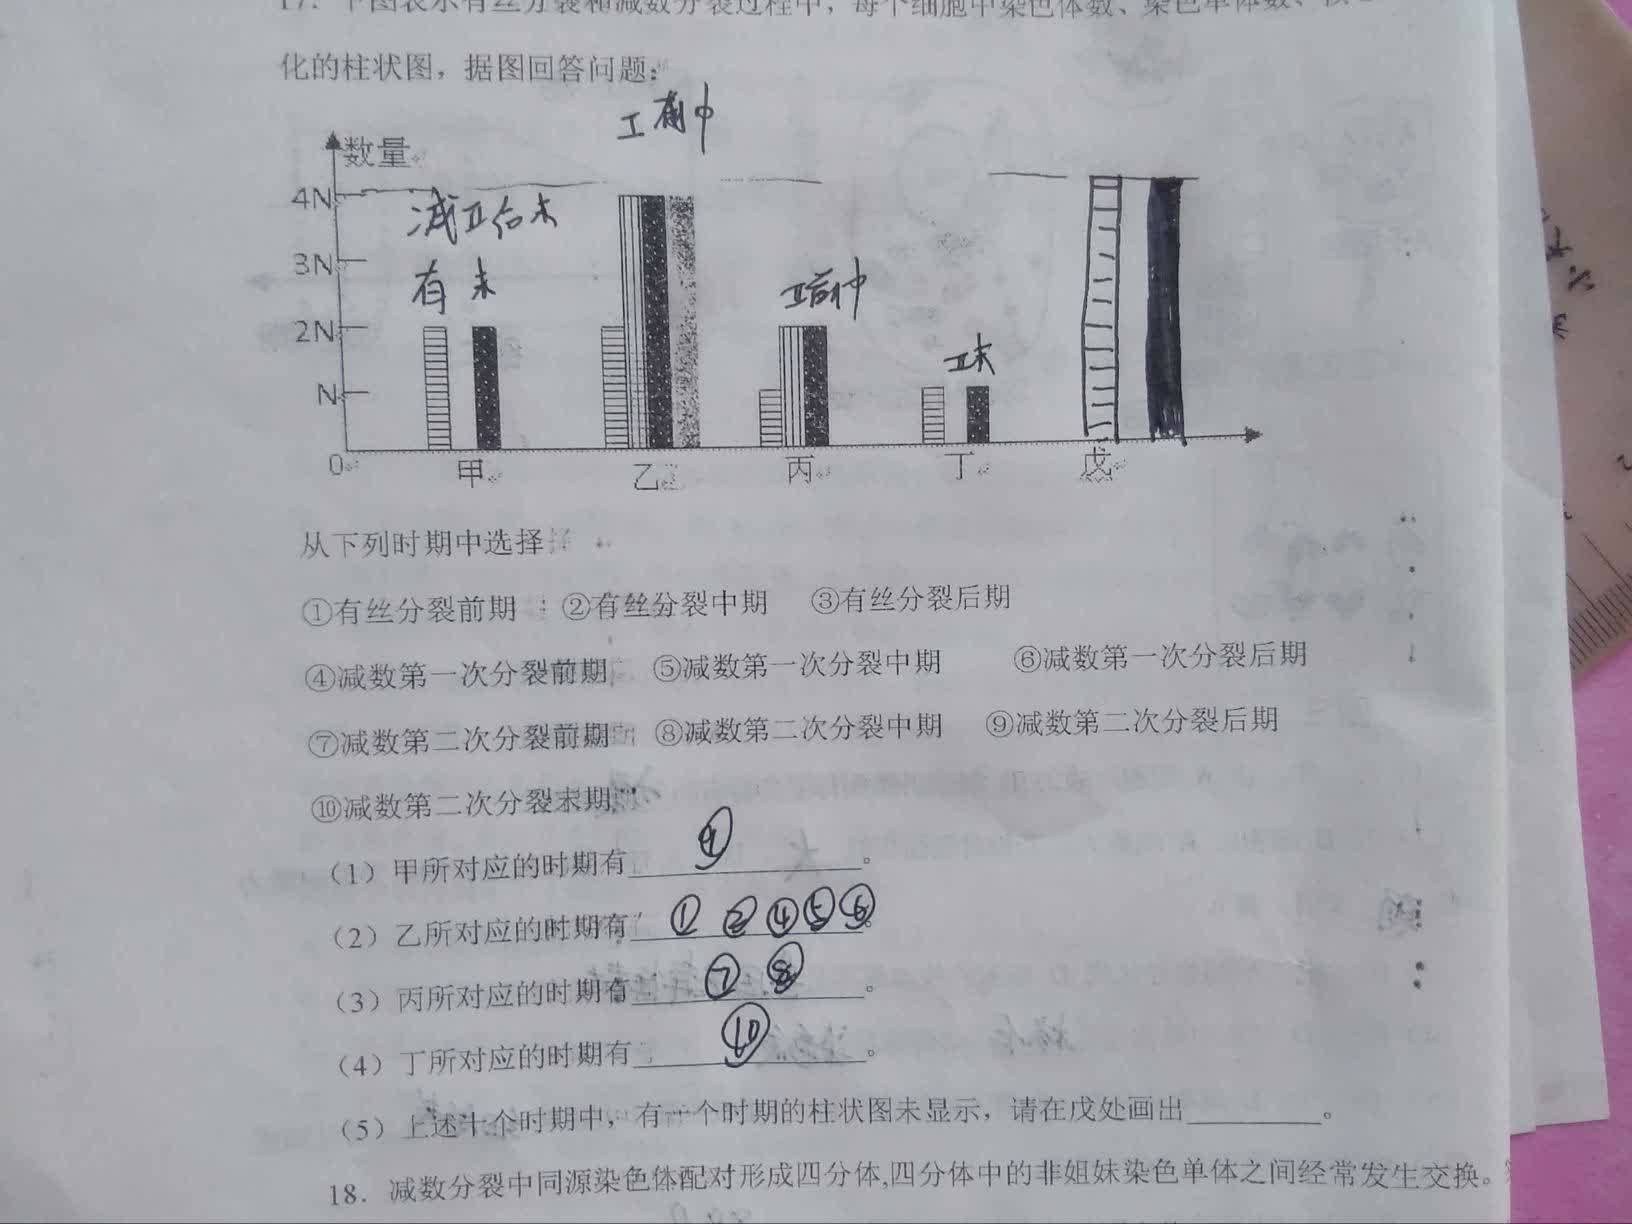 17. 下图表示有丝分裂和减数分裂过程中，每个细胞中染色体数、染色单体数、
化的柱状图，据图回答问题：
I 前中
数量
4N
减II后末
3N
有 末
II前中
2N
II末
N
0
甲 乙 丙 丁 戊
从下列时期中选择
①有丝分裂前期 ②有丝分裂中期 ③有丝分裂后期
④减数第一次分裂前期 ⑤减数第一次分裂中期 ⑥减数第一次分裂后期
⑦减数第二次分裂前期 ⑧减数第二次分裂中期 ⑨减数第二次分裂后期
⑩减数第二次分裂末期
（1）甲所对应的时期有 。
（2）乙所对应的时期有 ① ② ④ ⑤ 。
（3）丙所对应的时期有 ⑦ ⑧ 。
（4）丁所对应的时期有 ⑩ 。
（5）上述十个时期中，有一个时期的柱状图未显示，请在戊处画出________。
18. 减数分裂中同源染色体配对形成四分体,四分体中的非姐妹染色单体之间经常发生交换。